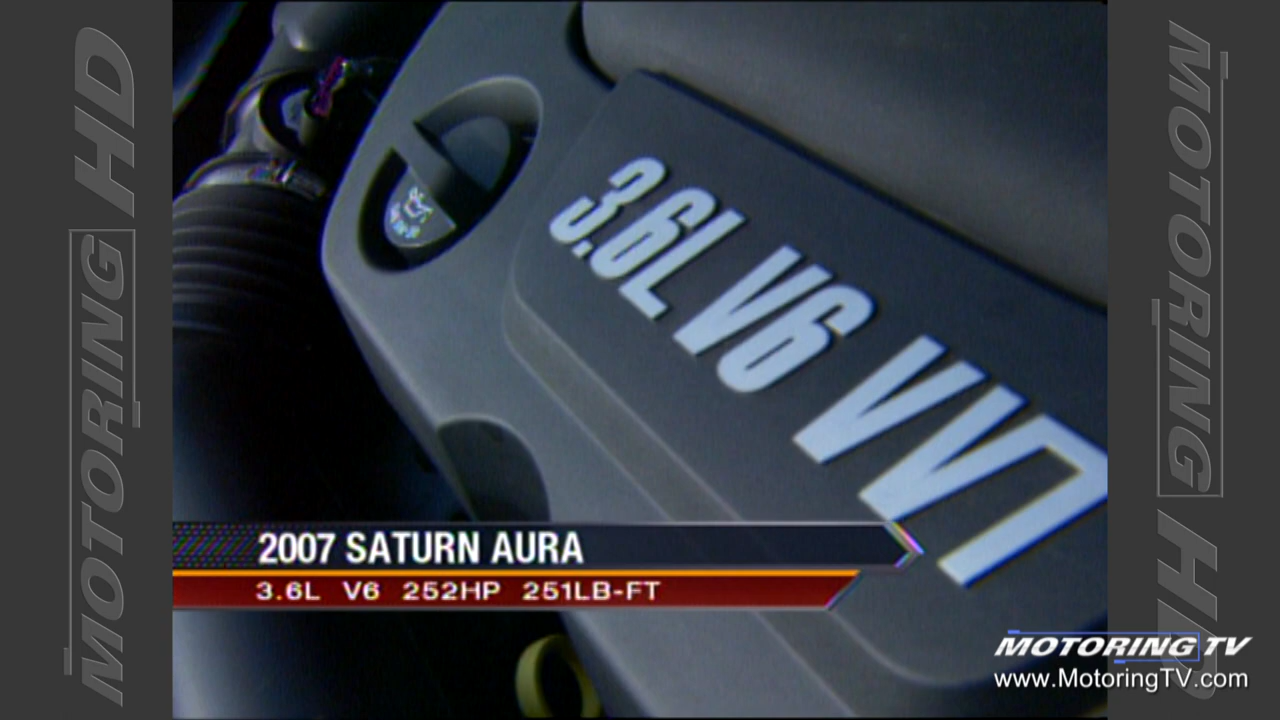 MOTORING HD
3.6L V6 VVT
2007 SATURN AURA
3.6L V6 252HP 251LB-FT
MOTORING TV
www.MotoringTV.com
MOTORING HD